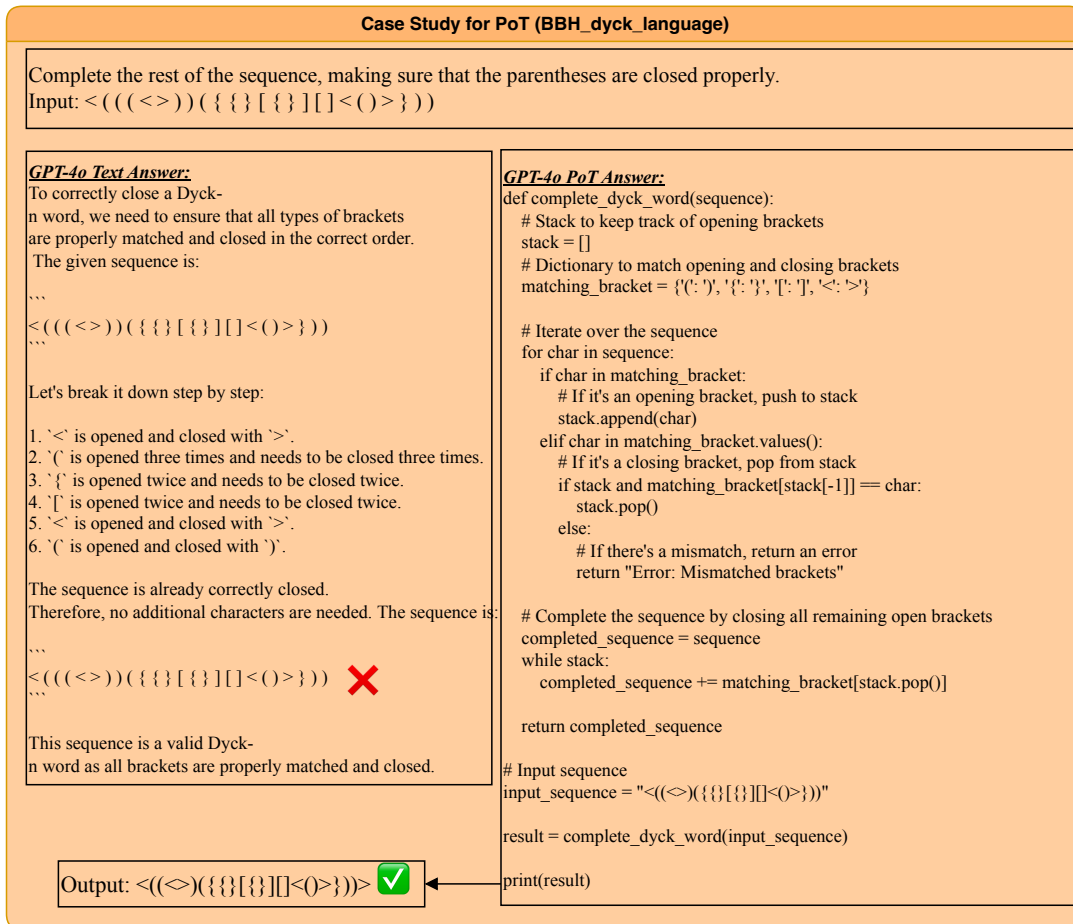 Case Study for PoT (BBH_dyck_language)
Complete the rest of the sequence, making sure that the parentheses are closed properly.
Input: < ( ( ( < > ) ) ( { { } [ { } ] [ ] < ( ) > } ) )
GPT-4o Text Answer:
To correctly close a Dyck-
n word, we need to ensure that all types of brackets
are properly matched and closed in the correct order.
The given sequence is:
```
< ( ( ( < > ) ) ( { { } [ { } ] [ ] < ( ) > } ) )
```
Let's break it down step by step:
1. `<` is opened and closed with `>`.
2. `(` is opened three times and needs to be closed three times.
3. `{` is opened twice and needs to be closed twice.
4. `[` is opened twice and needs to be closed twice.
5. `<` is opened and closed with `>`.
6. `(` is opened and closed with `)`.
The sequence is already correctly closed.
Therefore, no additional characters are needed. The sequence is:
```
< ( ( ( < > ) ) ( { { } [ { } ] [ ] < ( ) > } ) )
```
This sequence is a valid Dyck-
n word as all brackets are properly matched and closed.
GPT-4o PoT Answer:
def complete_dyck_word(sequence):
# Stack to keep track of opening brackets
stack = []
# Dictionary to match opening and closing brackets
matching_bracket = {'(': ')', '{': '}', '[': ']', '<': '>'}
# Iterate over the sequence
for char in sequence:
if char in matching_bracket:
# If it's an opening bracket, push to stack
stack.append(char)
elif char in matching_bracket.values():
# If it's a closing bracket, pop from stack
if stack and matching_bracket[stack[-1]] == char:
stack.pop()
else:
# If there's a mismatch, return an error
return "Error: Mismatched brackets"
# Complete the sequence by closing all remaining open brackets
completed_sequence = sequence
while stack:
completed_sequence += matching_bracket[stack.pop()]
return completed_sequence
# Input sequence
input_sequence = "<((<>)({{}[{}][]<()>}))"
result = complete_dyck_word(input_sequence)
print(result)
Output: <((<>)({{}[{}][]<()>}))>